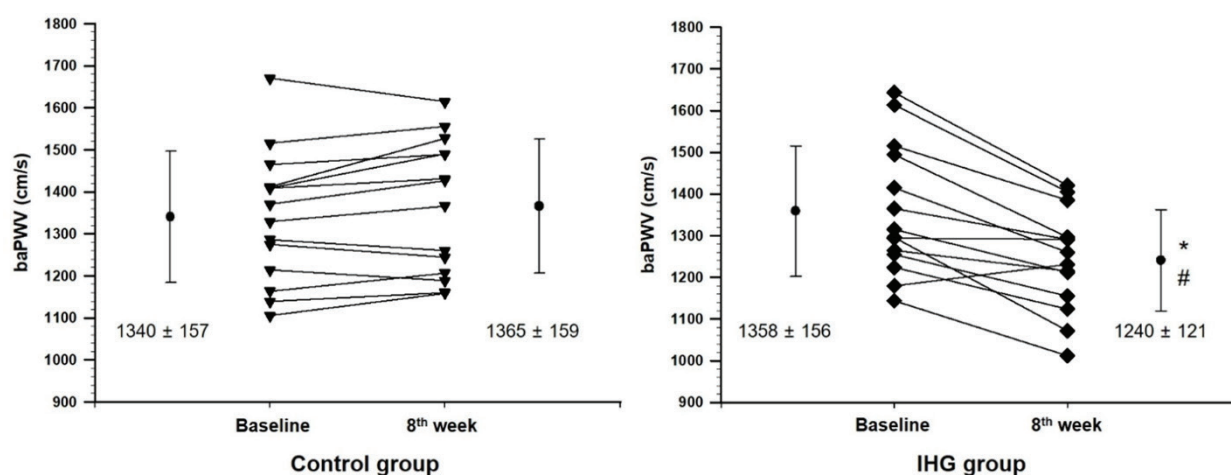 1800
1700
1600
1500
1400
1300
1200
1100
1000
900
baPWV (cm/s)
1340 ± 157
1365 ± 159
Baseline
8th week
Control group
1800
1700
1600
1500
1400
1300
1200
1100
1000
900
baPWV (cm/s)
1358 ± 156
*
#
1240 ± 121
Baseline
8th week
IHG group